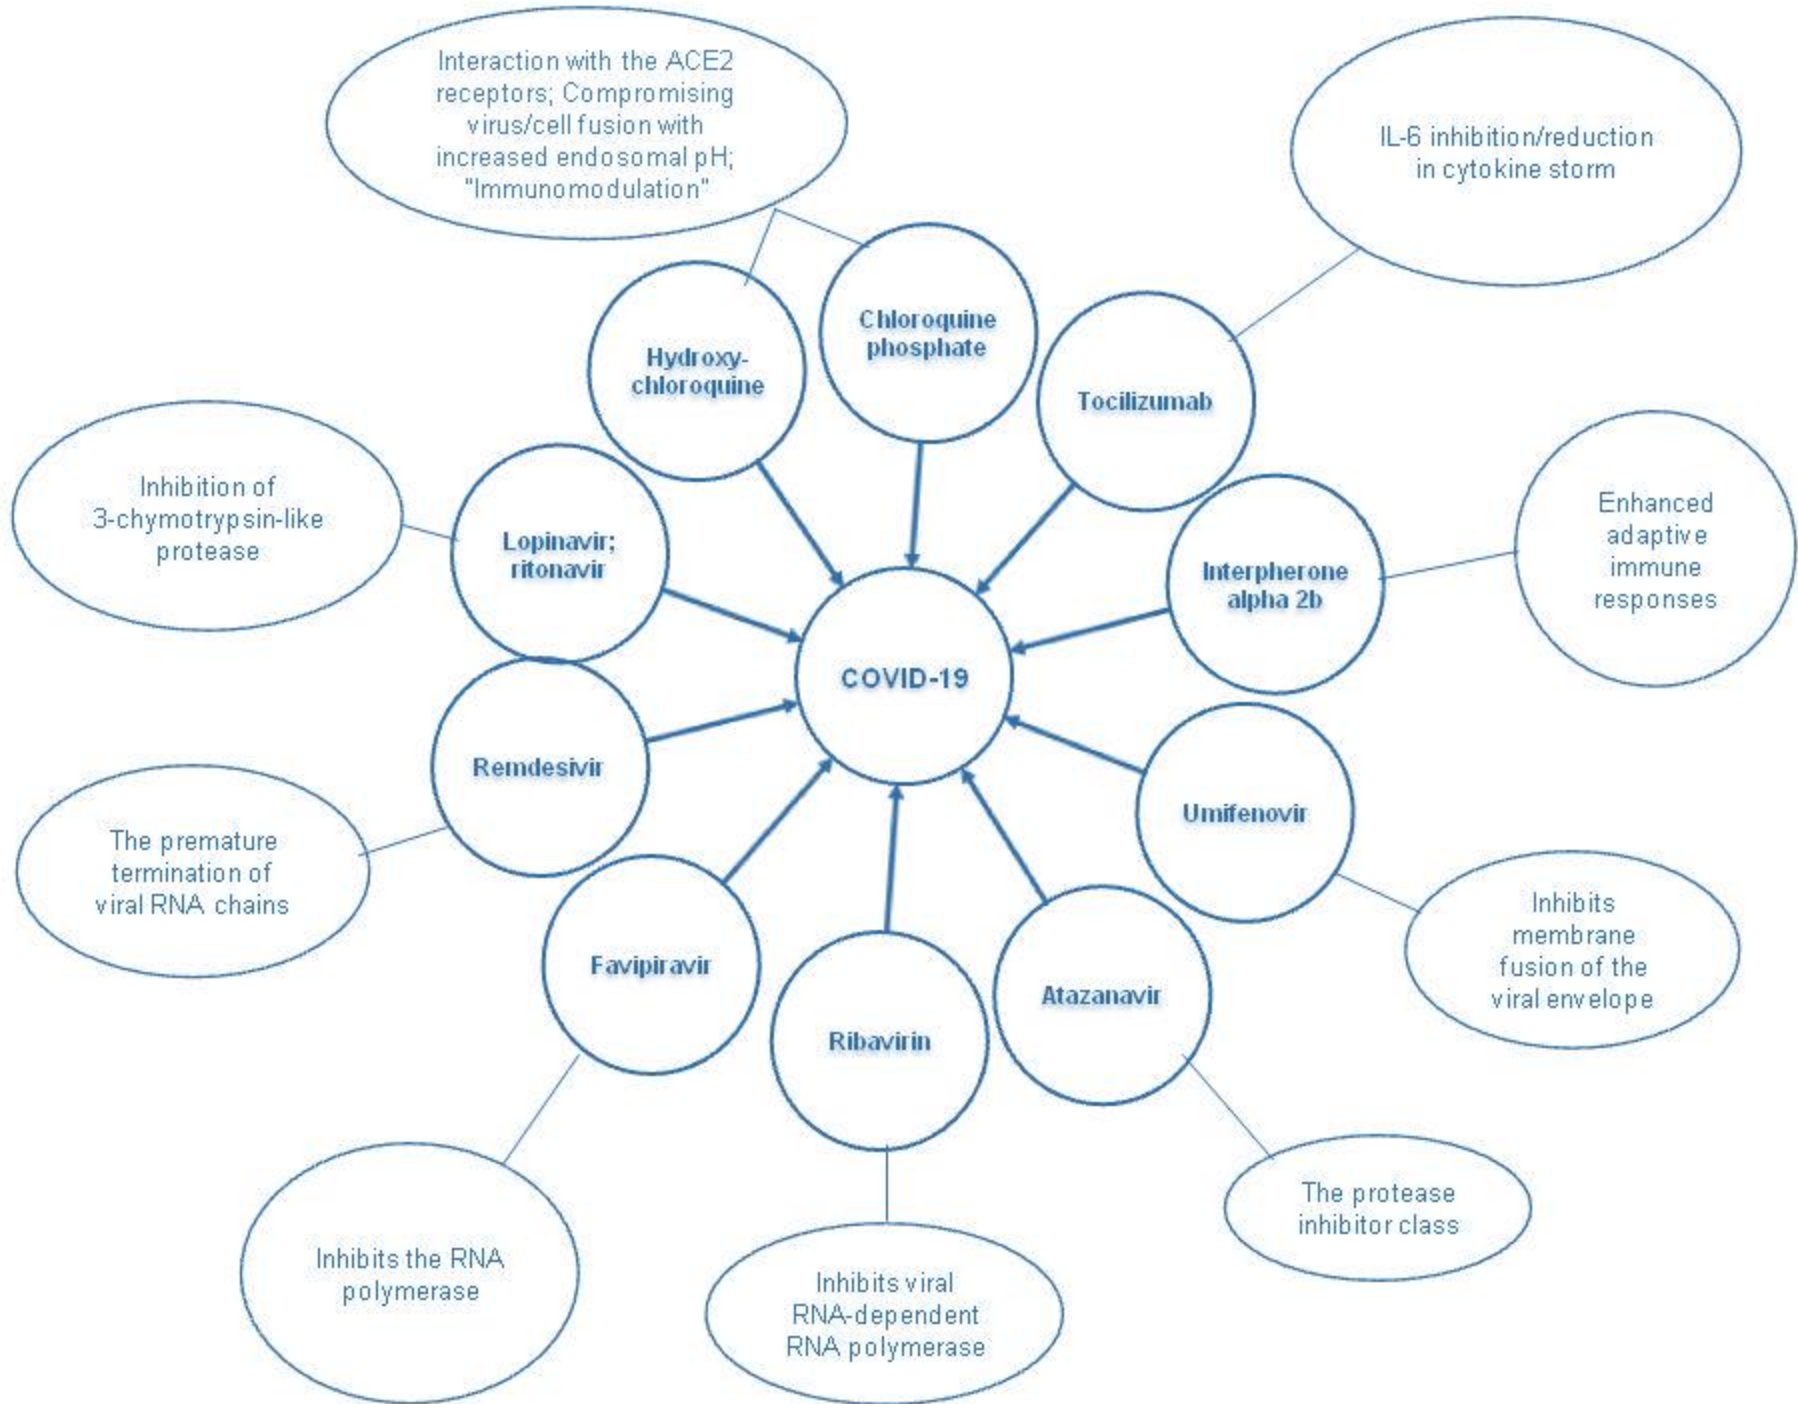 Interaction with the ACE2
receptors; Compromising
virus/cell fusion with
increased endosomal pH;
"Immunomodulation"
IL-6 inhibition/reduction
in cytokine storm
Chloroquine
phosphate
Hydroxy-
chloroquine
Tocilizumab
Inhibition of
3-chymotrypsin-like
protease
Lopinavir;
ritonavir
Interpherone
alpha 2b
Enhanced
adaptive
immune
responses
COVID-19
Remdesivir
Umifenovir
The premature
termination of
viral RNA chains
Favipiravir
Ribavirin
Atazanavir
Inhibits
membrane
fusion of the
viral envelope
Inhibits the RNA
polymerase
Inhibits viral
RNA-dependent
RNA polymerase
The protease
inhibitor class